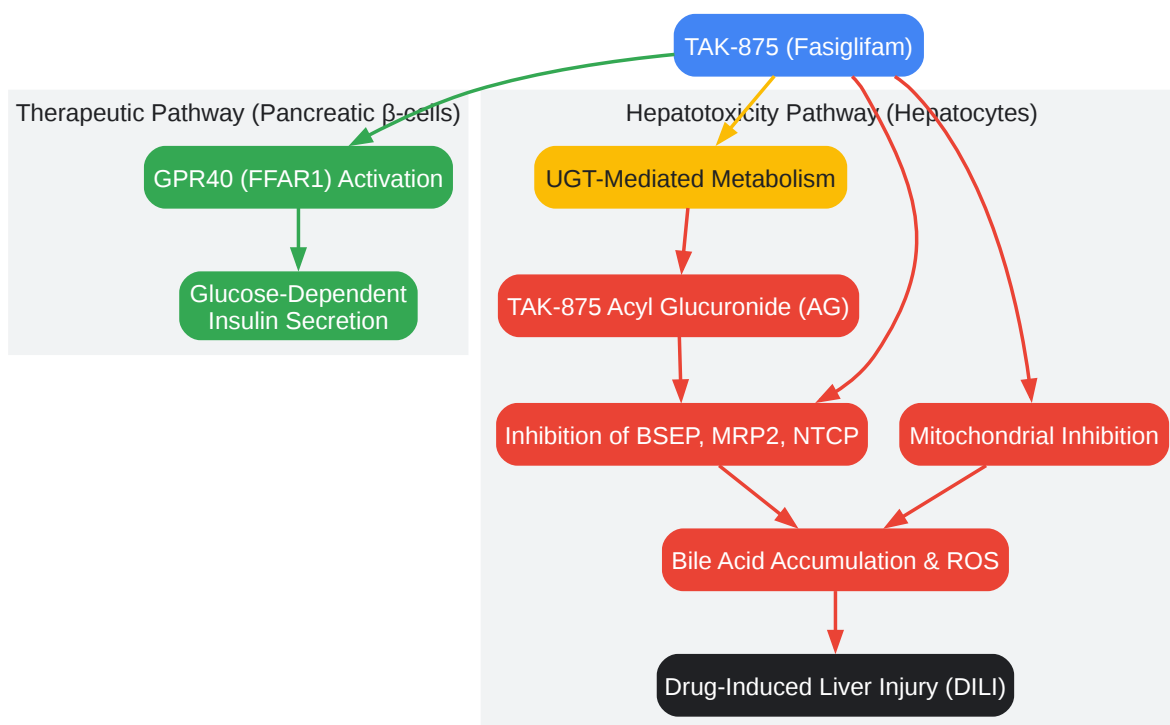 TAK-875 (Fasiglifam)
Therapeutic Pathway (Pancreatic β-cells)
GPR40 (FFAR1) Activation
Glucose-Dependent
Insulin Secretion
Hepatotoxicity Pathway (Hepatocytes)
UGT-Mediated Metabolism
TAK-875 Acyl Glucuronide (AG)
Inhibition of BSEP, MRP2, NTCP
Mitochondrial Inhibition
Bile Acid Accumulation & ROS
Drug-Induced Liver Injury (DILI)